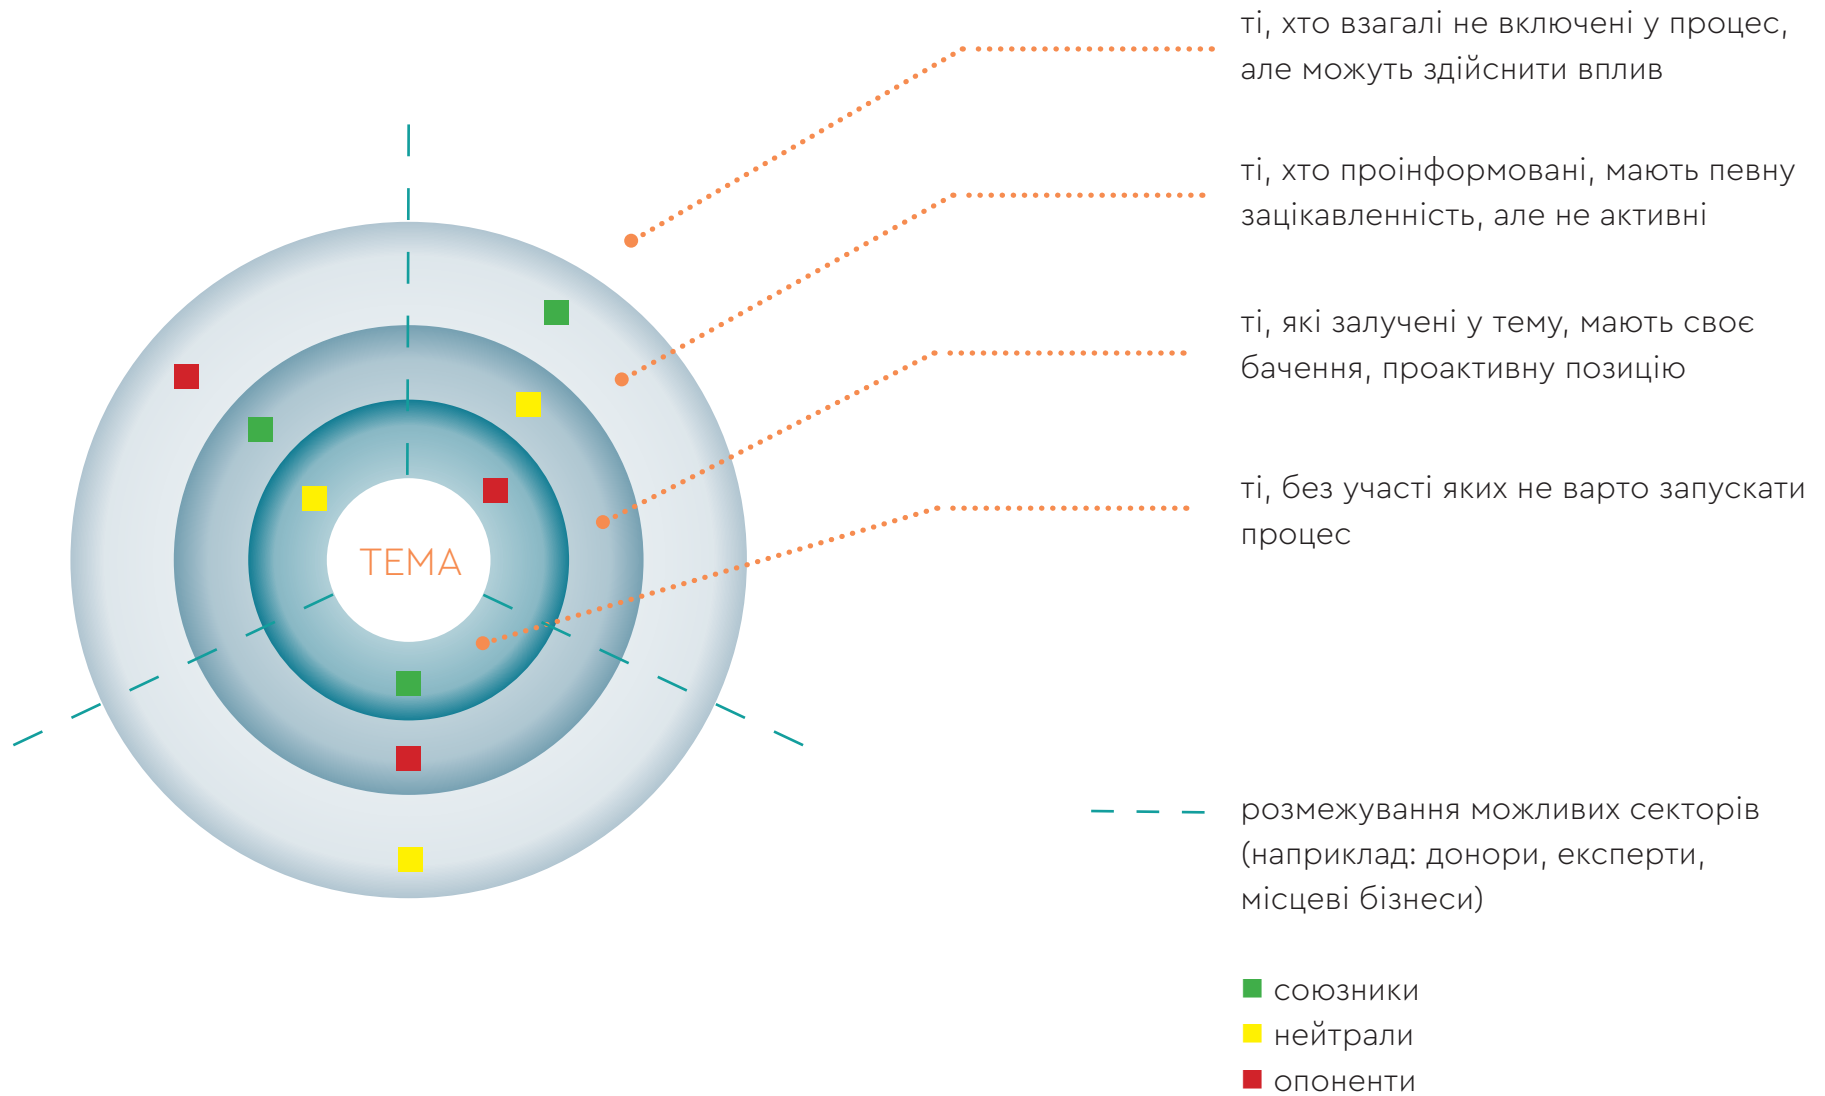 ті, хто взагалі не включені у процес,
але можуть здійснити вплив
ті, хто проінформовані, мають певну
зацікавленність, але не активні
ті, які залучені у тему, мають своє
бачення, проактивну позицію
ті, без участі яких не варто запускати
процес
ТЕМА
розмежування можливих секторів
(наприклад: донори, експерти,
місцеві бізнеси)
союзники
нейтрали
опоненти